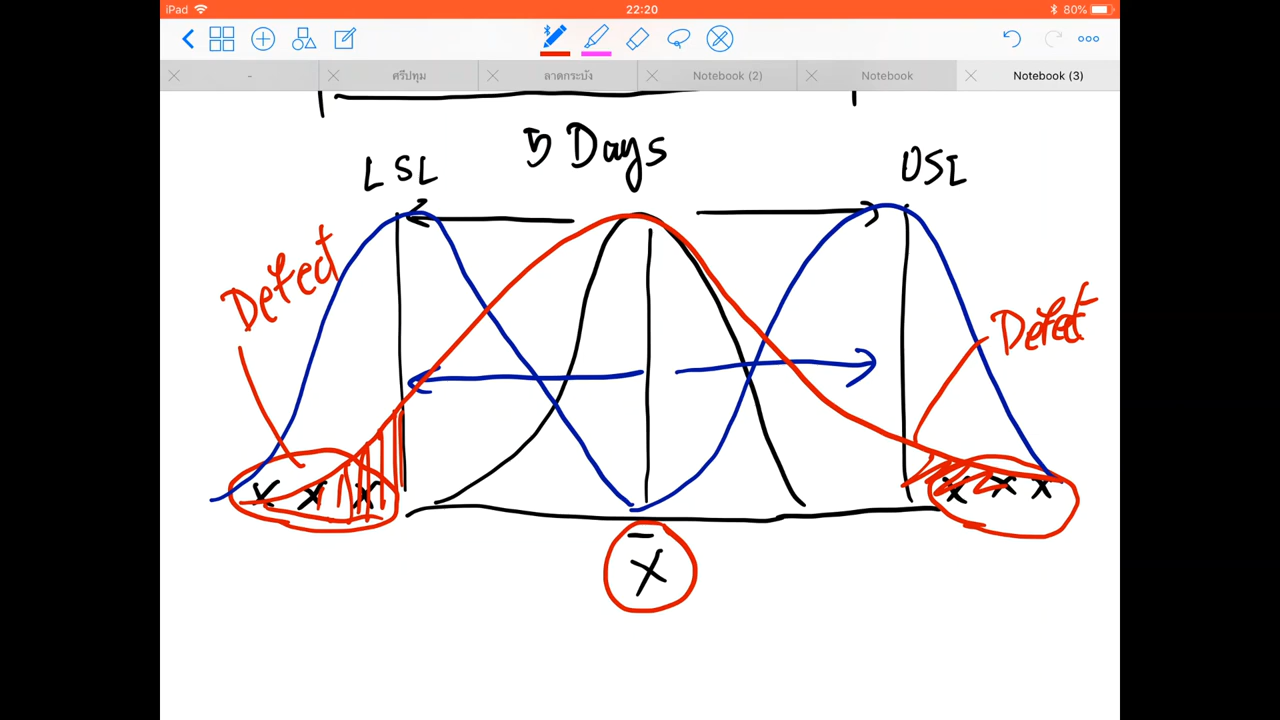 iPad 22:20 80%
- ศรีปทุม ลาดกระบัง Notebook (2) Notebook Notebook (3)
5 Days
LSL USL
Defect Defect
x x x x x x
X̄